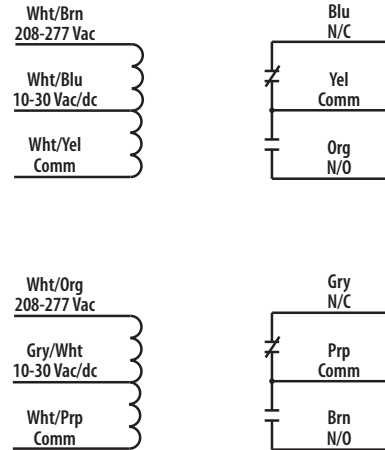 Wht/Brn
208-277 Vac
Wht/Blu
10-30 Vac/dc
Wht/Yel
Comm
Blu
N/C
Yel
Comm
Org
N/O
Wht/Org
208-277 Vac
Gry/Wht
10-30 Vac/dc
Wht/Prp
Comm
Gry
N/C
Prp
Comm
Brn
N/O